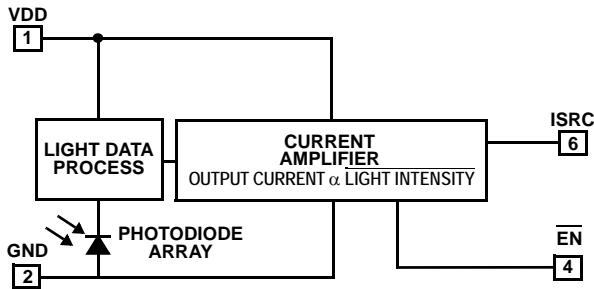 VDD
1
LIGHT DATA
PROCESS
CURRENT
AMPLIFIER
OUTPUT CURRENT α LIGHT INTENSITY
ISRC
6
PHOTODIODE
ARRAY
GND
2
EN
4